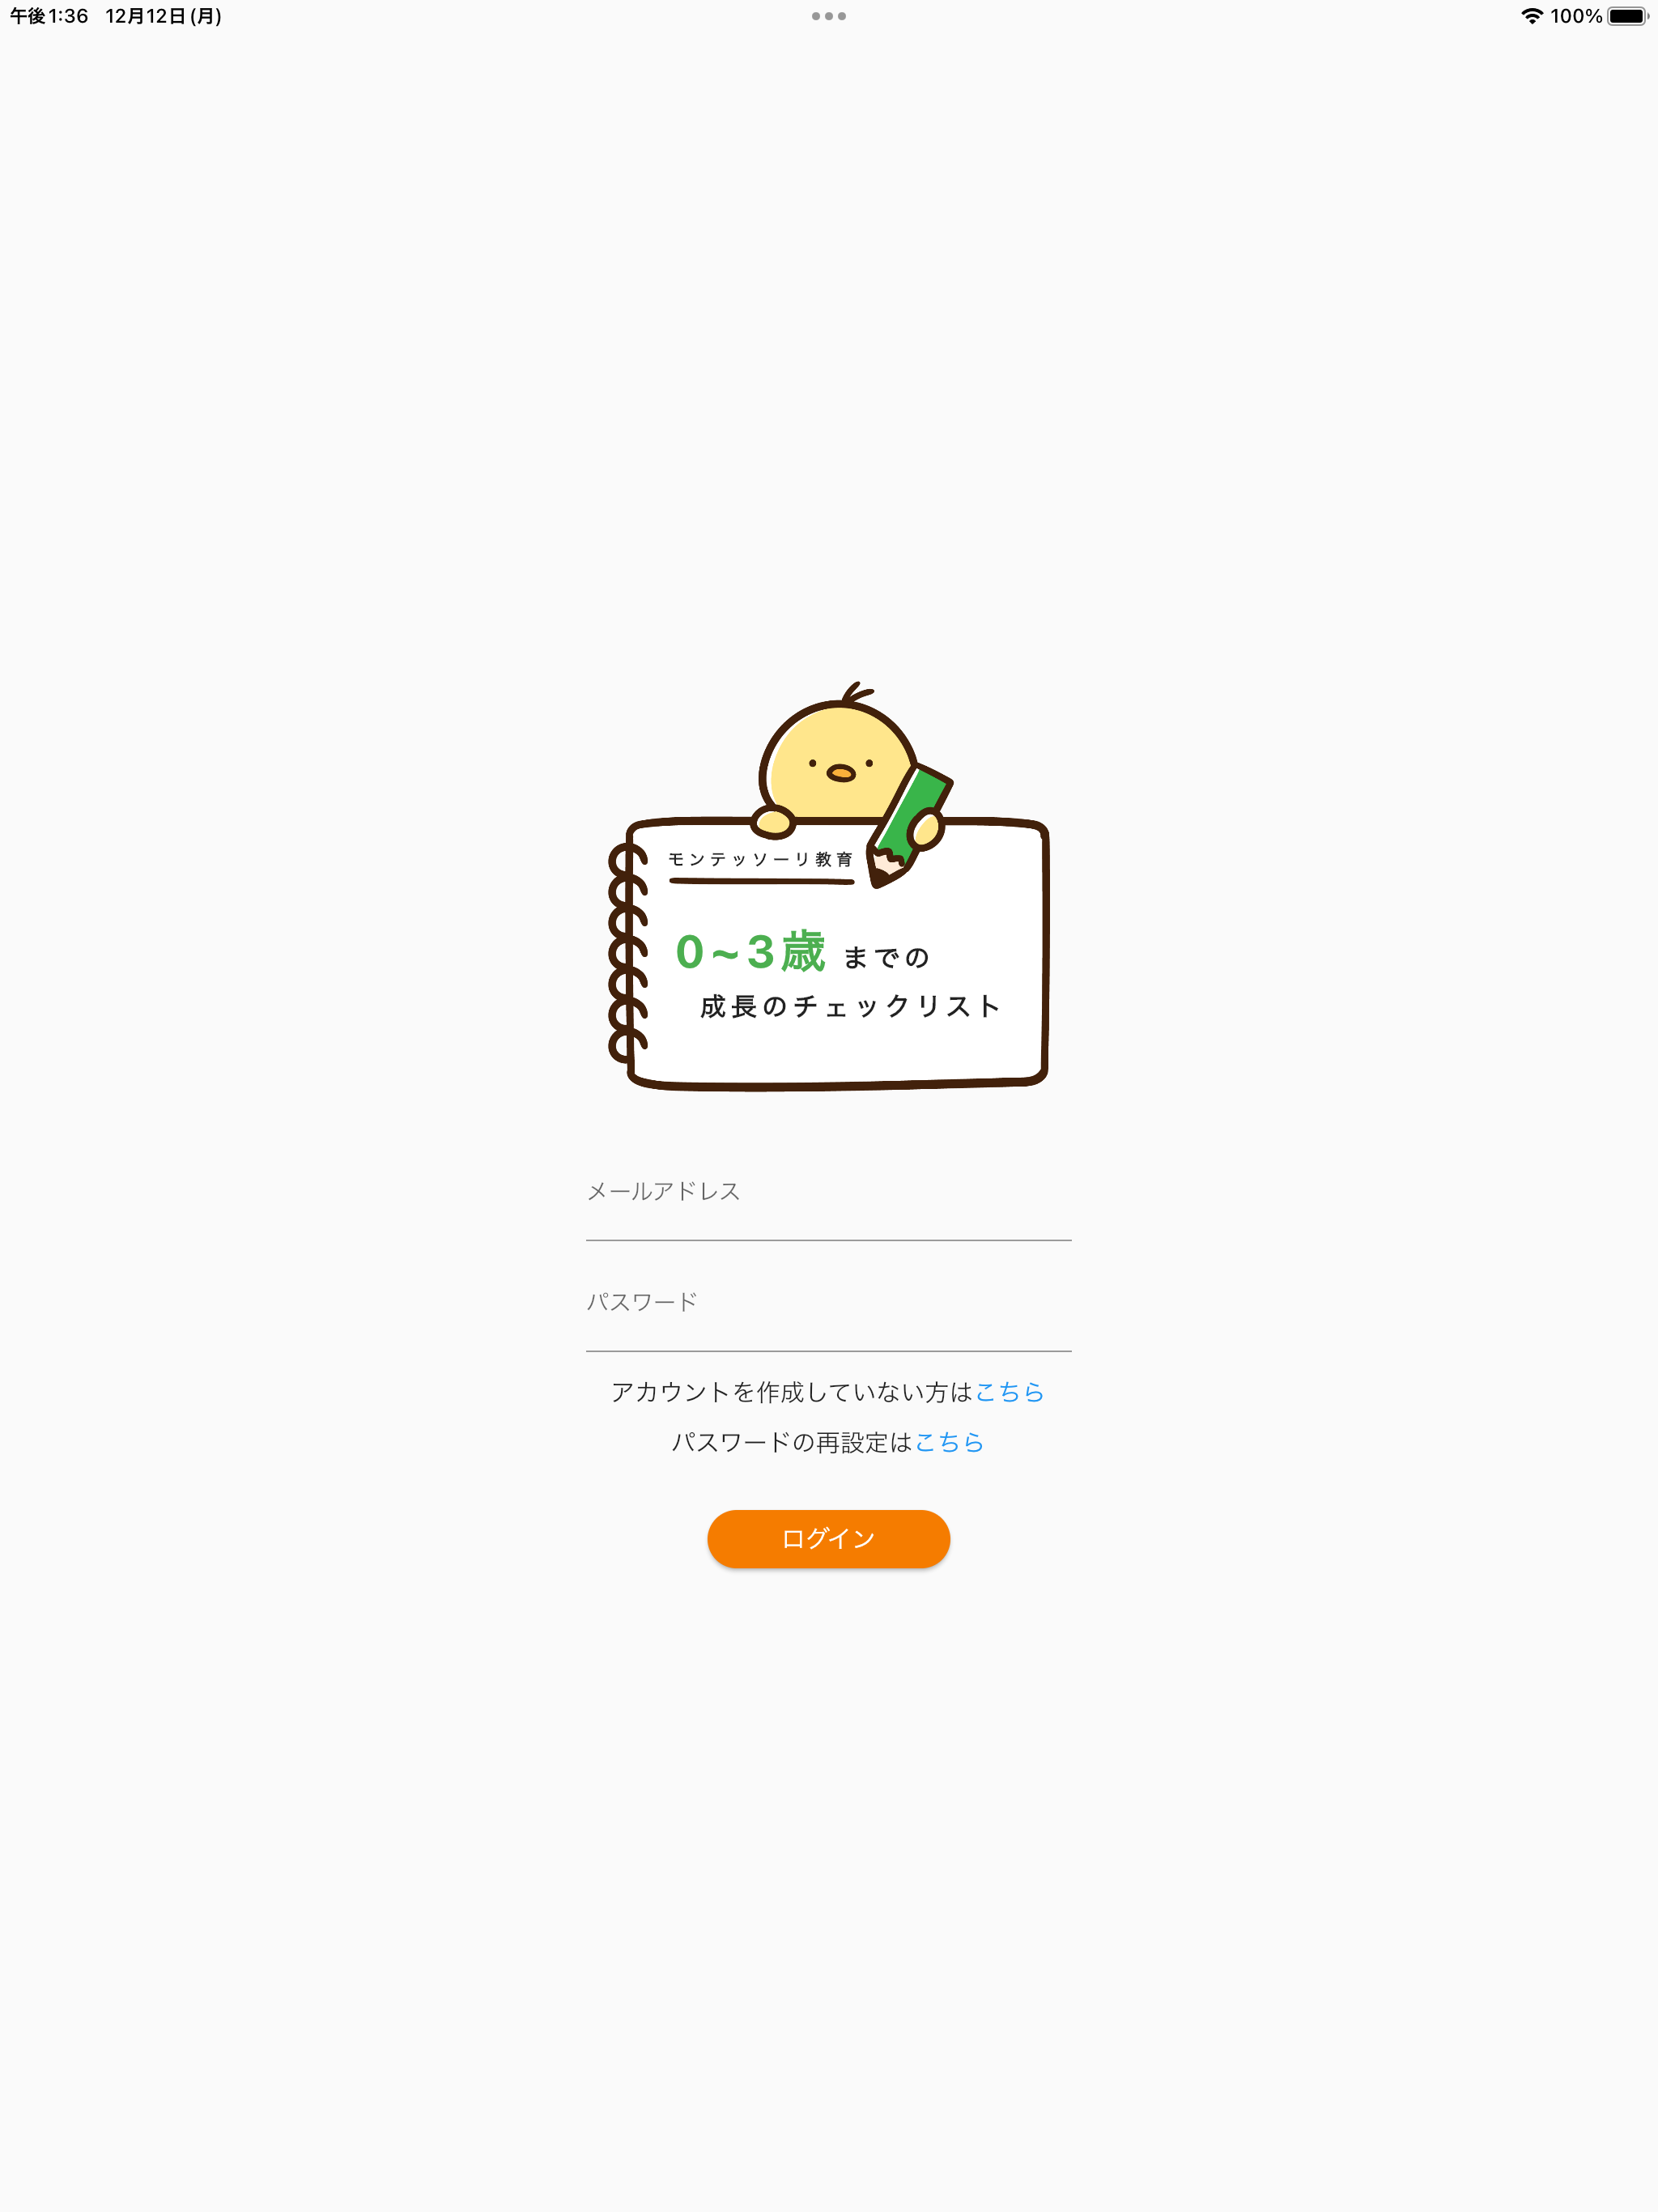 午後1:36 12月12日(月) 100%
モンテッソーリ教育
0~3歳 までの
成長のチェックリスト
メールアドレス
パスワード
アカウントを作成していない方はこちら
パスワードの再設定はこちら
ログイン